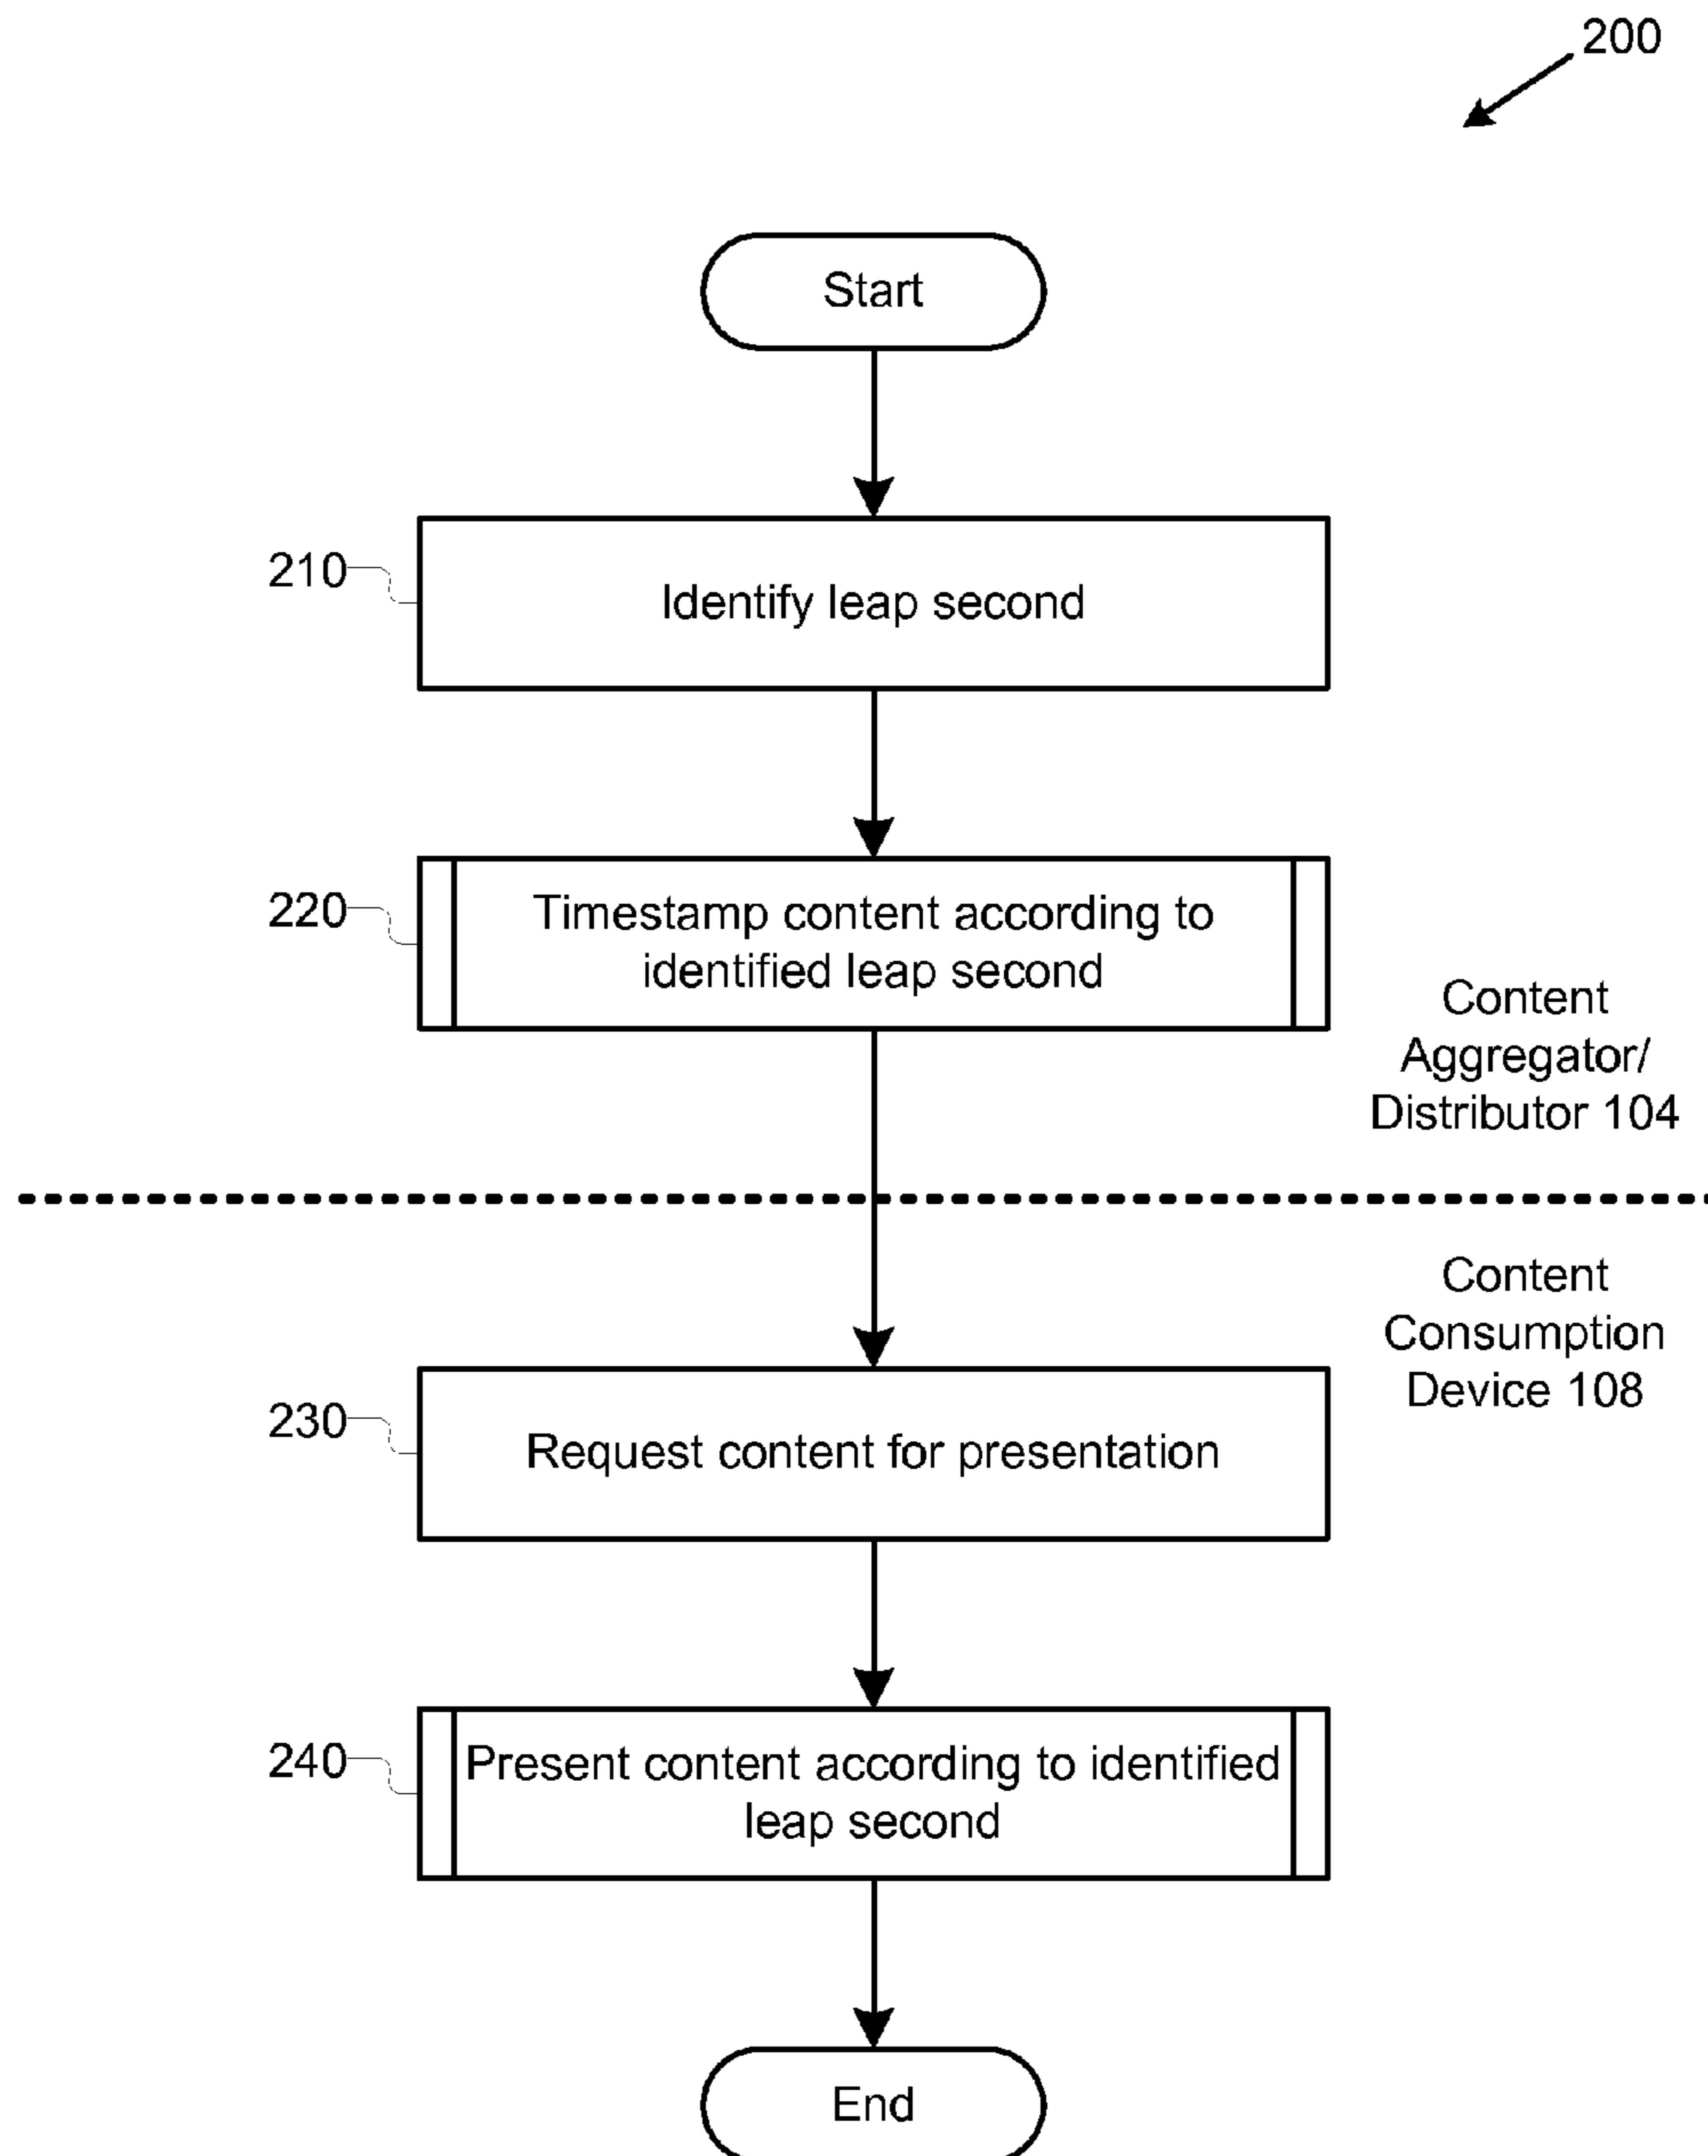 200
Start
210
Identify leap second
220
Timestamp content according to
identified leap second
Content
Aggregator/
Distributor 104
Content
Consumption
Device 108
230
Request content for presentation
240
Present content according to identified
leap second
End